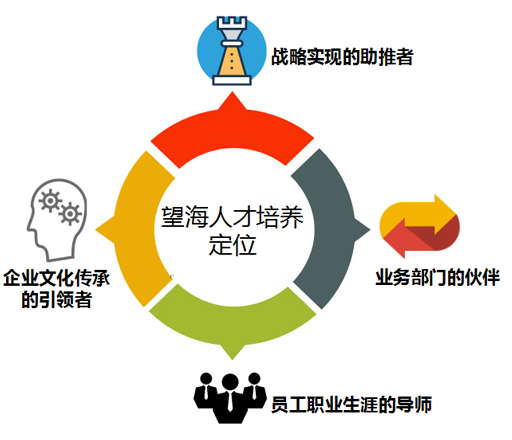 战略实现的助推者
望海人才培养
定位
业务部门的伙伴
企业文化传承
的引领者
员工职业生涯的导师